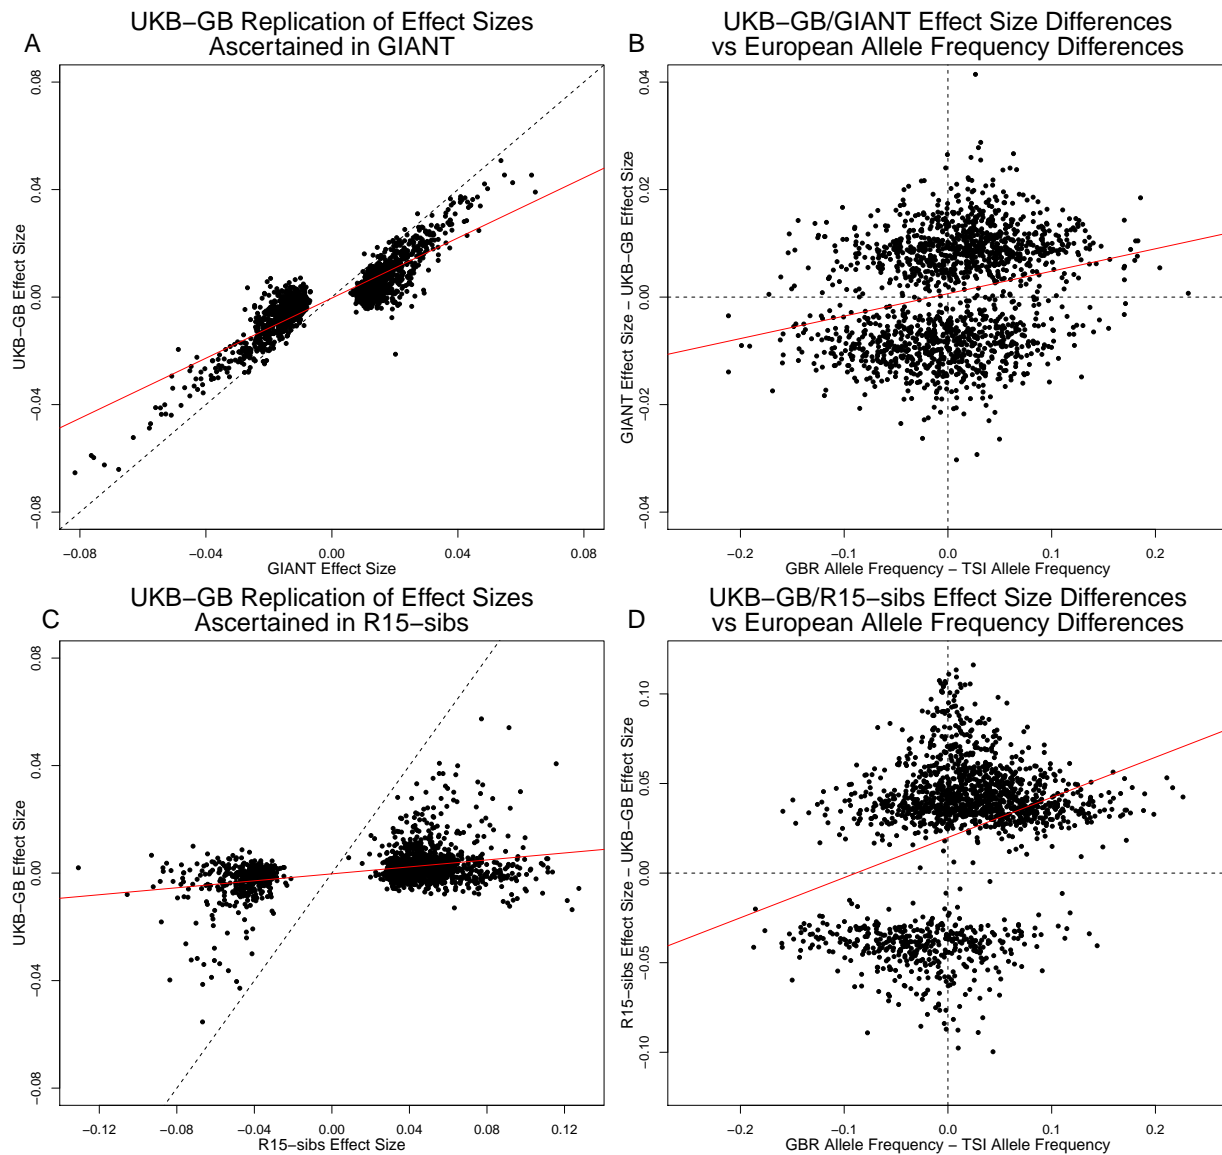 A
UKB−GB Replication of Effect Sizes
Ascertained in GIANT
UKB−GB Effect Size
0.08
0.04
0.00
−0.04
−0.08
−0.08 −0.04 0.00 0.04 0.08
GIANT Effect Size
B
UKB−GB/GIANT Effect Size Differences
vs European Allele Frequency Differences
GIANT Effect Size − UKB−GB Effect Size
0.04
0.02
0.00
−0.02
−0.04
−0.2 −0.1 0.0 0.1 0.2
GBR Allele Frequency − TSI Allele Frequency
C
UKB−GB Replication of Effect Sizes
Ascertained in R15−sibs
UKB−GB Effect Size
0.08
0.04
0.00
−0.04
−0.08
−0.12 −0.08 −0.04 0.00 0.04 0.08 0.12
R15−sibs Effect Size
D
UKB−GB/R15−sibs Effect Size Differences
vs European Allele Frequency Differences
R15−sibs Effect Size − UKB−GB Effect Size
0.10
0.05
0.00
−0.05
−0.10
−0.2 −0.1 0.0 0.1 0.2
GBR Allele Frequency − TSI Allele Frequency